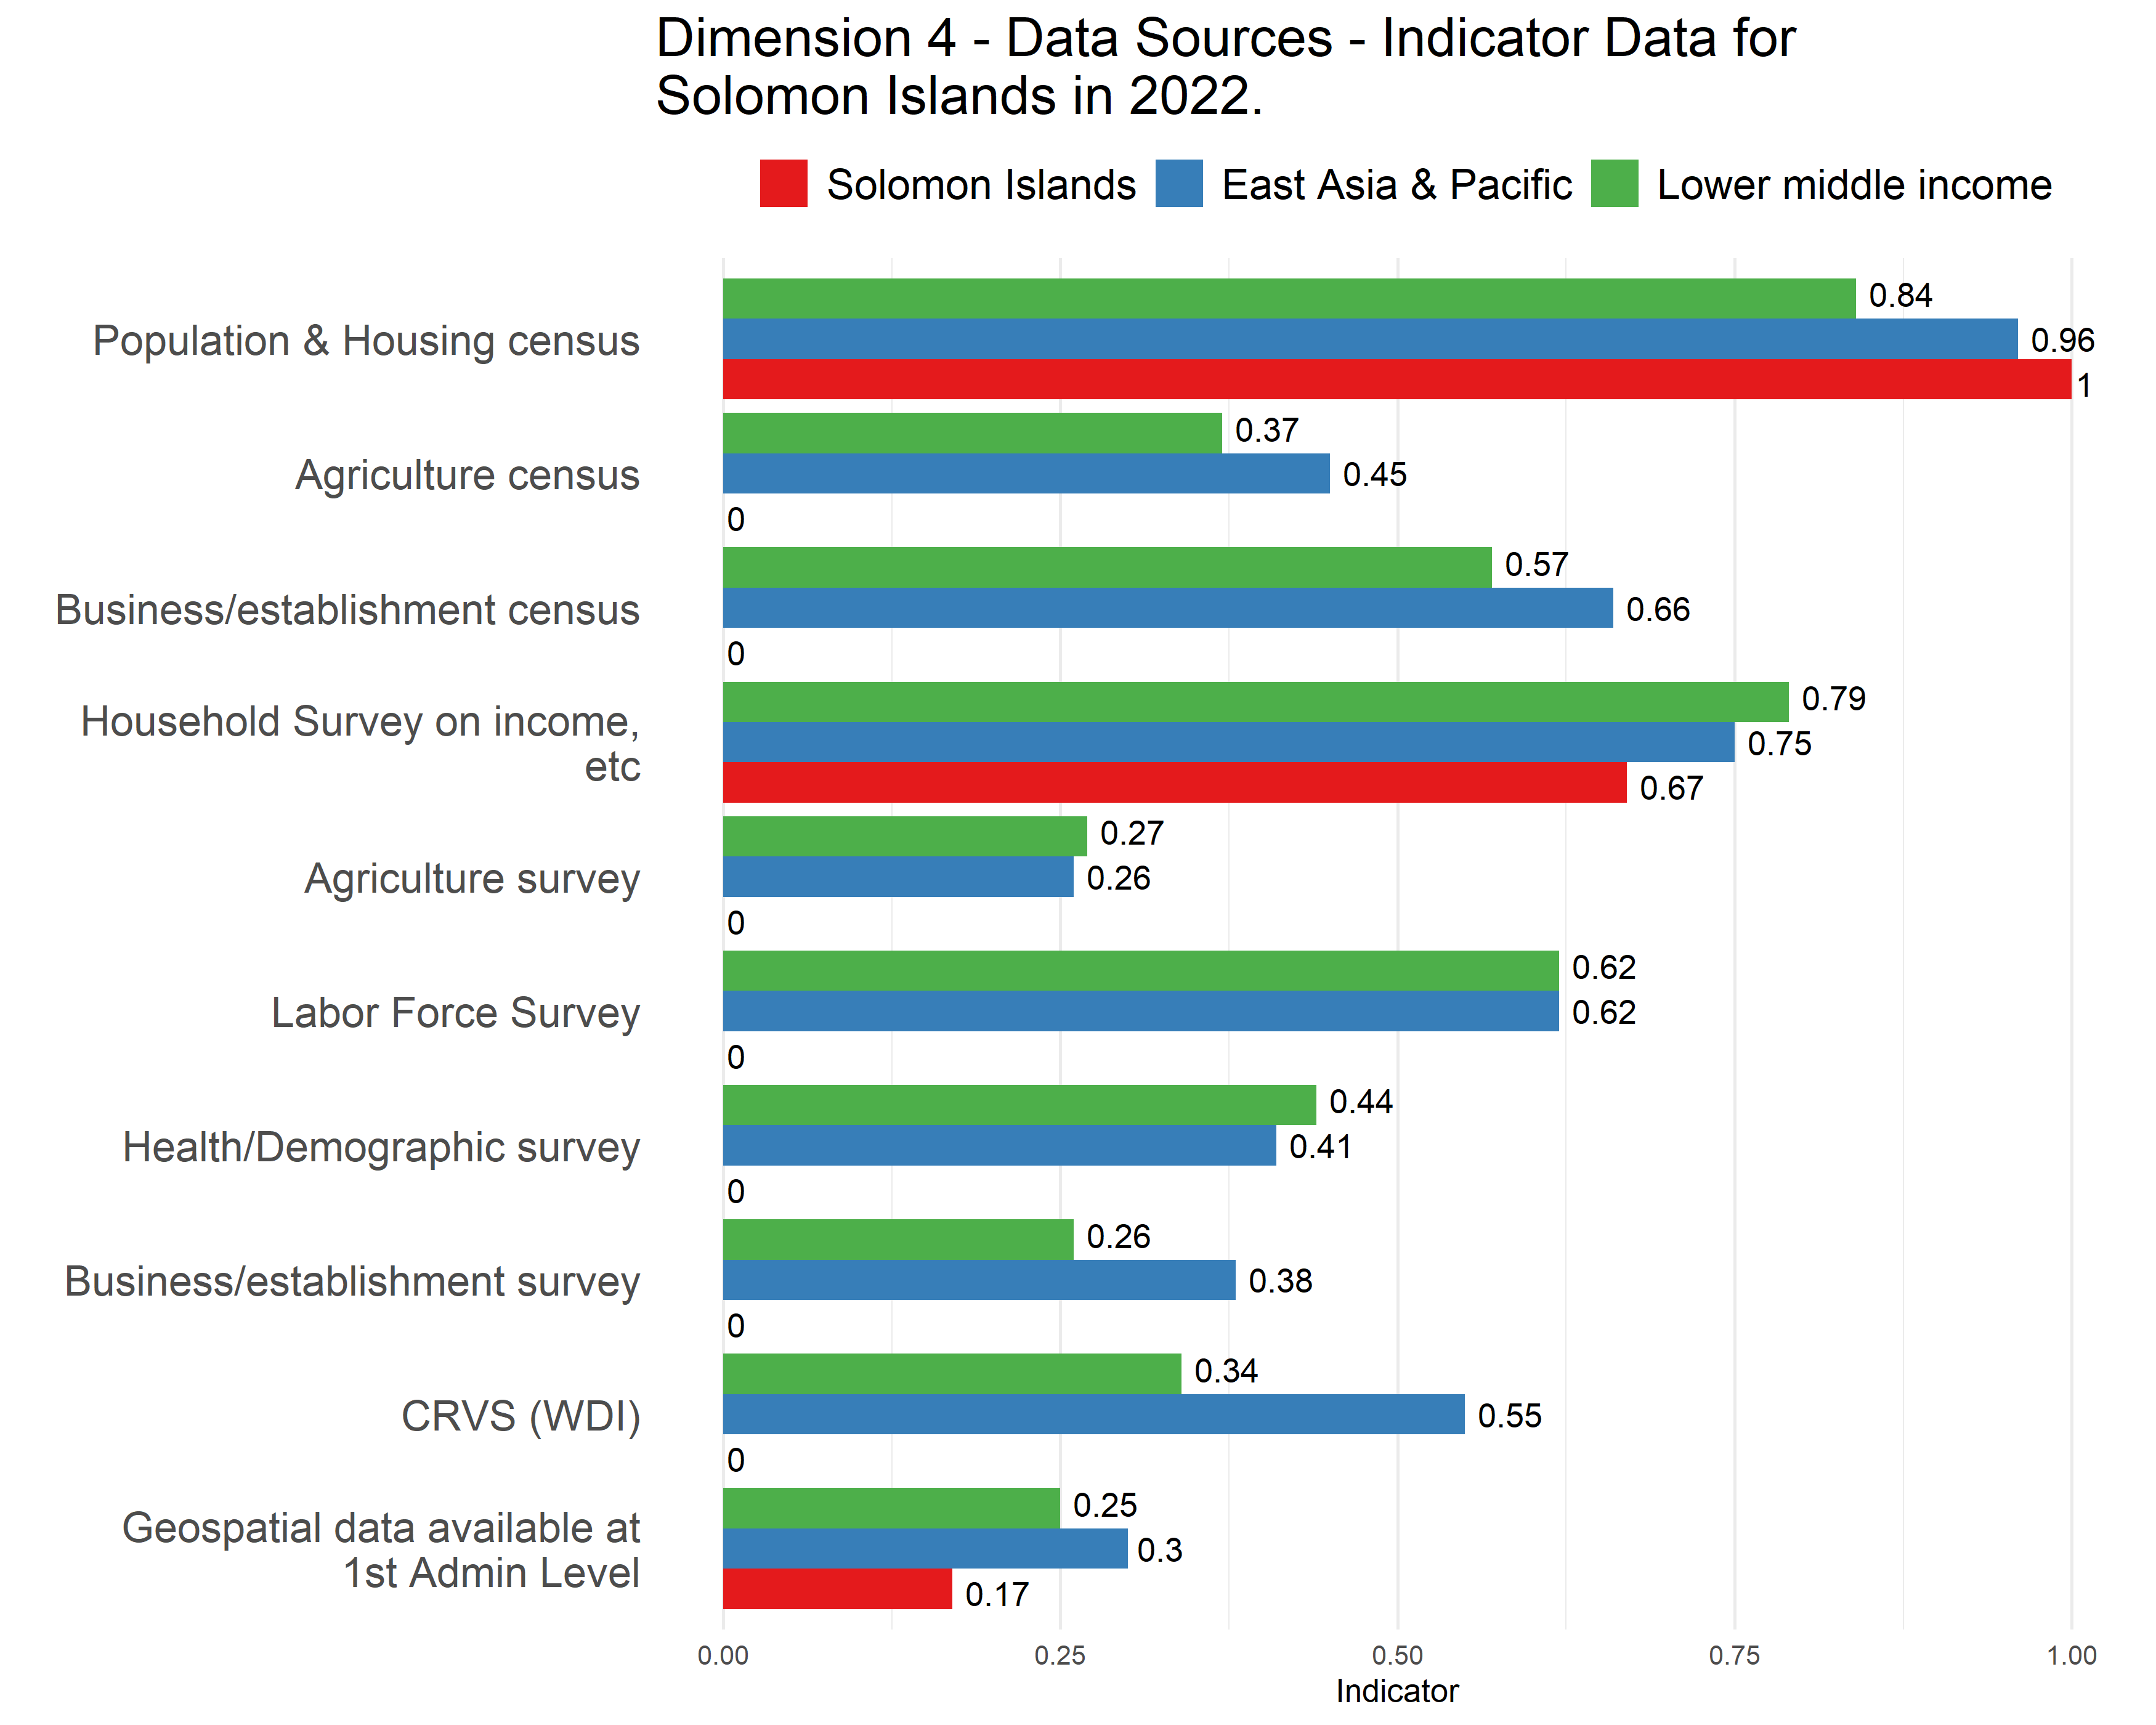 Dimension 4 - Data Sources - Indicator Data for
Solomon Islands in 2022.
Solomon Islands East Asia & Pacific Lower middle income
Population & Housing census
0.84
0.96
1
Agriculture census
0.37
0.45
0
Business/establishment census
0.57
0.66
0
Household Survey on income,
etc
0.79
0.75
0.67
Agriculture survey
0.27
0.26
0
Labor Force Survey
0.62
0.62
0
Health/Demographic survey
0.44
0.41
0
Business/establishment survey
0.26
0.38
0
CRVS (WDI)
0.34
0.55
0
Geospatial data available at
1st Admin Level
0.25
0.3
0.17
0.00 0.25 0.50 0.75 1.00
Indicator